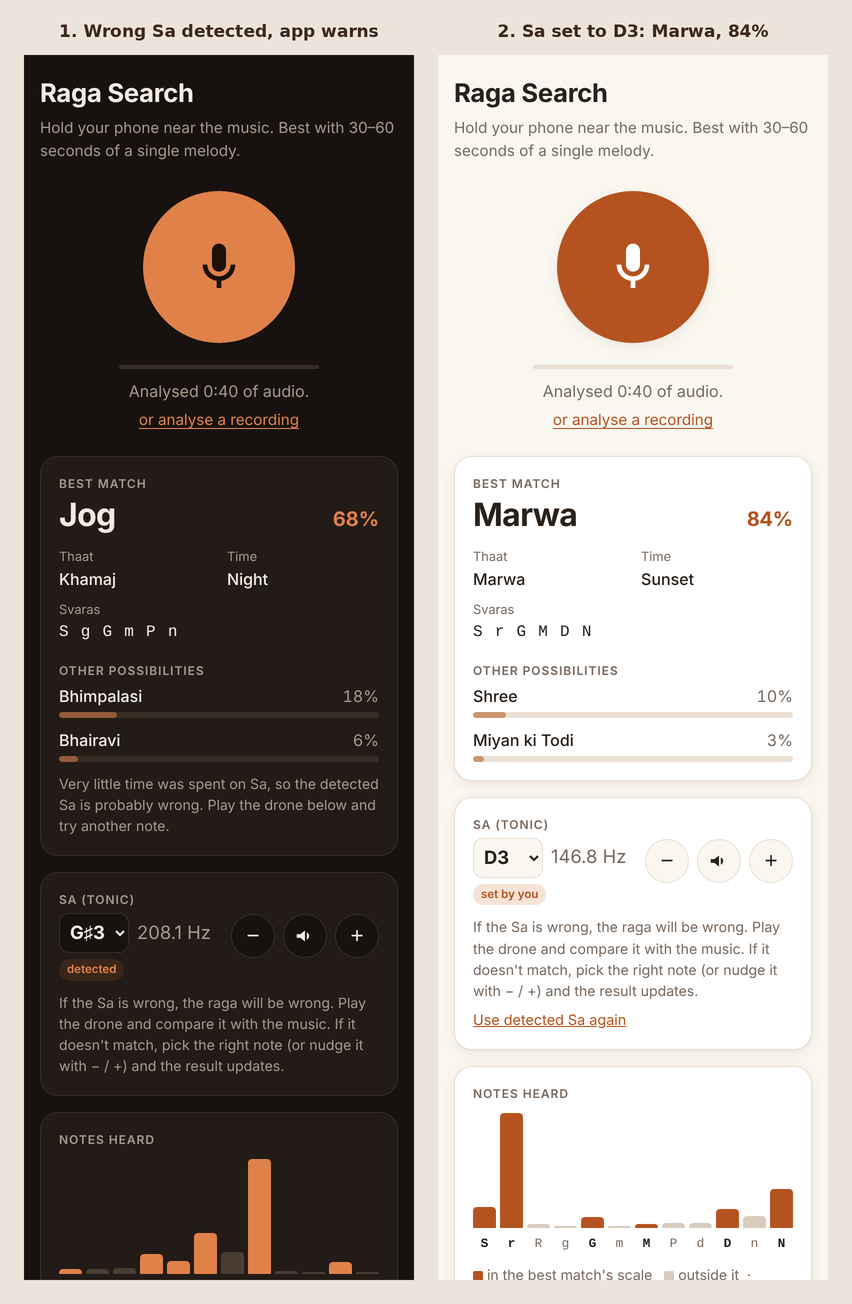 1. Wrong Sa detected, app warns
Raga Search
Hold your phone near the music. Best with 30–60
seconds of a single melody.
Analysed 0:40 of audio.
or analyse a recording
BEST MATCH
Jog
68%
Thaat
Time
Khamaj
Night
Svaras
S g G m P n
OTHER POSSIBILITIES
Bhimpalasi
18%
Bhairavi
6%
Very little time was spent on Sa, so the detected
Sa is probably wrong. Play the drone below and
try another note.
SA (TONIC)
G♯3
208.1 Hz
−
+
detected
If the Sa is wrong, the raga will be wrong. Play
the drone and compare it with the music. If it
doesn't match, pick the right note (or nudge it
with − / +) and the result updates.
NOTES HEARD
2. Sa set to D3: Marwa, 84%
Raga Search
Hold your phone near the music. Best with 30–60
seconds of a single melody.
Analysed 0:40 of audio.
or analyse a recording
BEST MATCH
Marwa
84%
Thaat
Time
Marwa
Sunset
Svaras
S r G M D N
OTHER POSSIBILITIES
Shree
10%
Miyan ki Todi
3%
SA (TONIC)
D3
146.8 Hz
−
+
set by you
If the Sa is wrong, the raga will be wrong. Play
the drone and compare it with the music. If it
doesn't match, pick the right note (or nudge it
with − / +) and the result updates.
Use detected Sa again
NOTES HEARD
S r R g G m M P d D n N
in the best match's scale
outside it ·